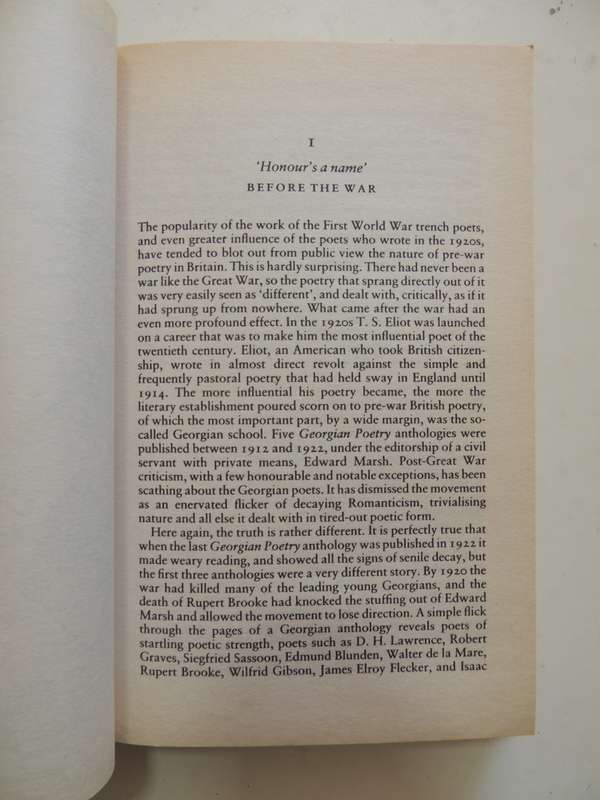 I
'Honour's a name'
BEFORE THE WAR
The popularity of the work of the First World War trench poets,
and even greater influence of the poets who wrote in the 1920s,
have tended to blot out from public view the nature of pre-war
poetry in Britain. This is hardly surprising. There had never been a
war like the Great War, so the poetry that sprang directly out of it
was very easily seen as 'different', and dealt with, critically, as if it
had sprung up from nowhere. What came after the war had an
even more profound effect. In the 1920s T. S. Eliot was launched
on a career that was to make him the most influential poet of the
twentieth century. Eliot, an American who took British citizen-
ship, wrote in almost direct revolt against the simple and
frequently pastoral poetry that had held sway in England until
1914. The more influential his poetry became, the more the
literary establishment poured scorn on to pre-war British poetry,
of which the most important part, by a wide margin, was the so-
called Georgian school. Five Georgian Poetry anthologies were
published between 1912 and 1922, under the editorship of a civil
servant with private means, Edward Marsh. Post-Great War
criticism, with a few honourable and notable exceptions, has been
scathing about the Georgian poets. It has dismissed the movement
as an enervated flicker of decaying Romanticism, trivialising
nature and all else it dealt with in tired-out poetic form.
Here again, the truth is rather different. It is perfectly true that
when the last Georgian Poetry anthology was published in 1922 it
made weary reading, and showed all the signs of senile decay, but
the first three anthologies were a very different story. By 1920 the
war had killed many of the leading young Georgians, and the
death of Rupert Brooke had knocked the stuffing out of Edward
Marsh and allowed the movement to lose direction. A simple flick
through the pages of a Georgian anthology reveals poets of
startling poetic strength, poets such as D. H. Lawrence, Robert
Graves, Siegfried Sassoon, Edmund Blunden, Walter de la Mare,
Rupert Brooke, Wilfrid Gibson, James Elroy Flecker, and Isaac